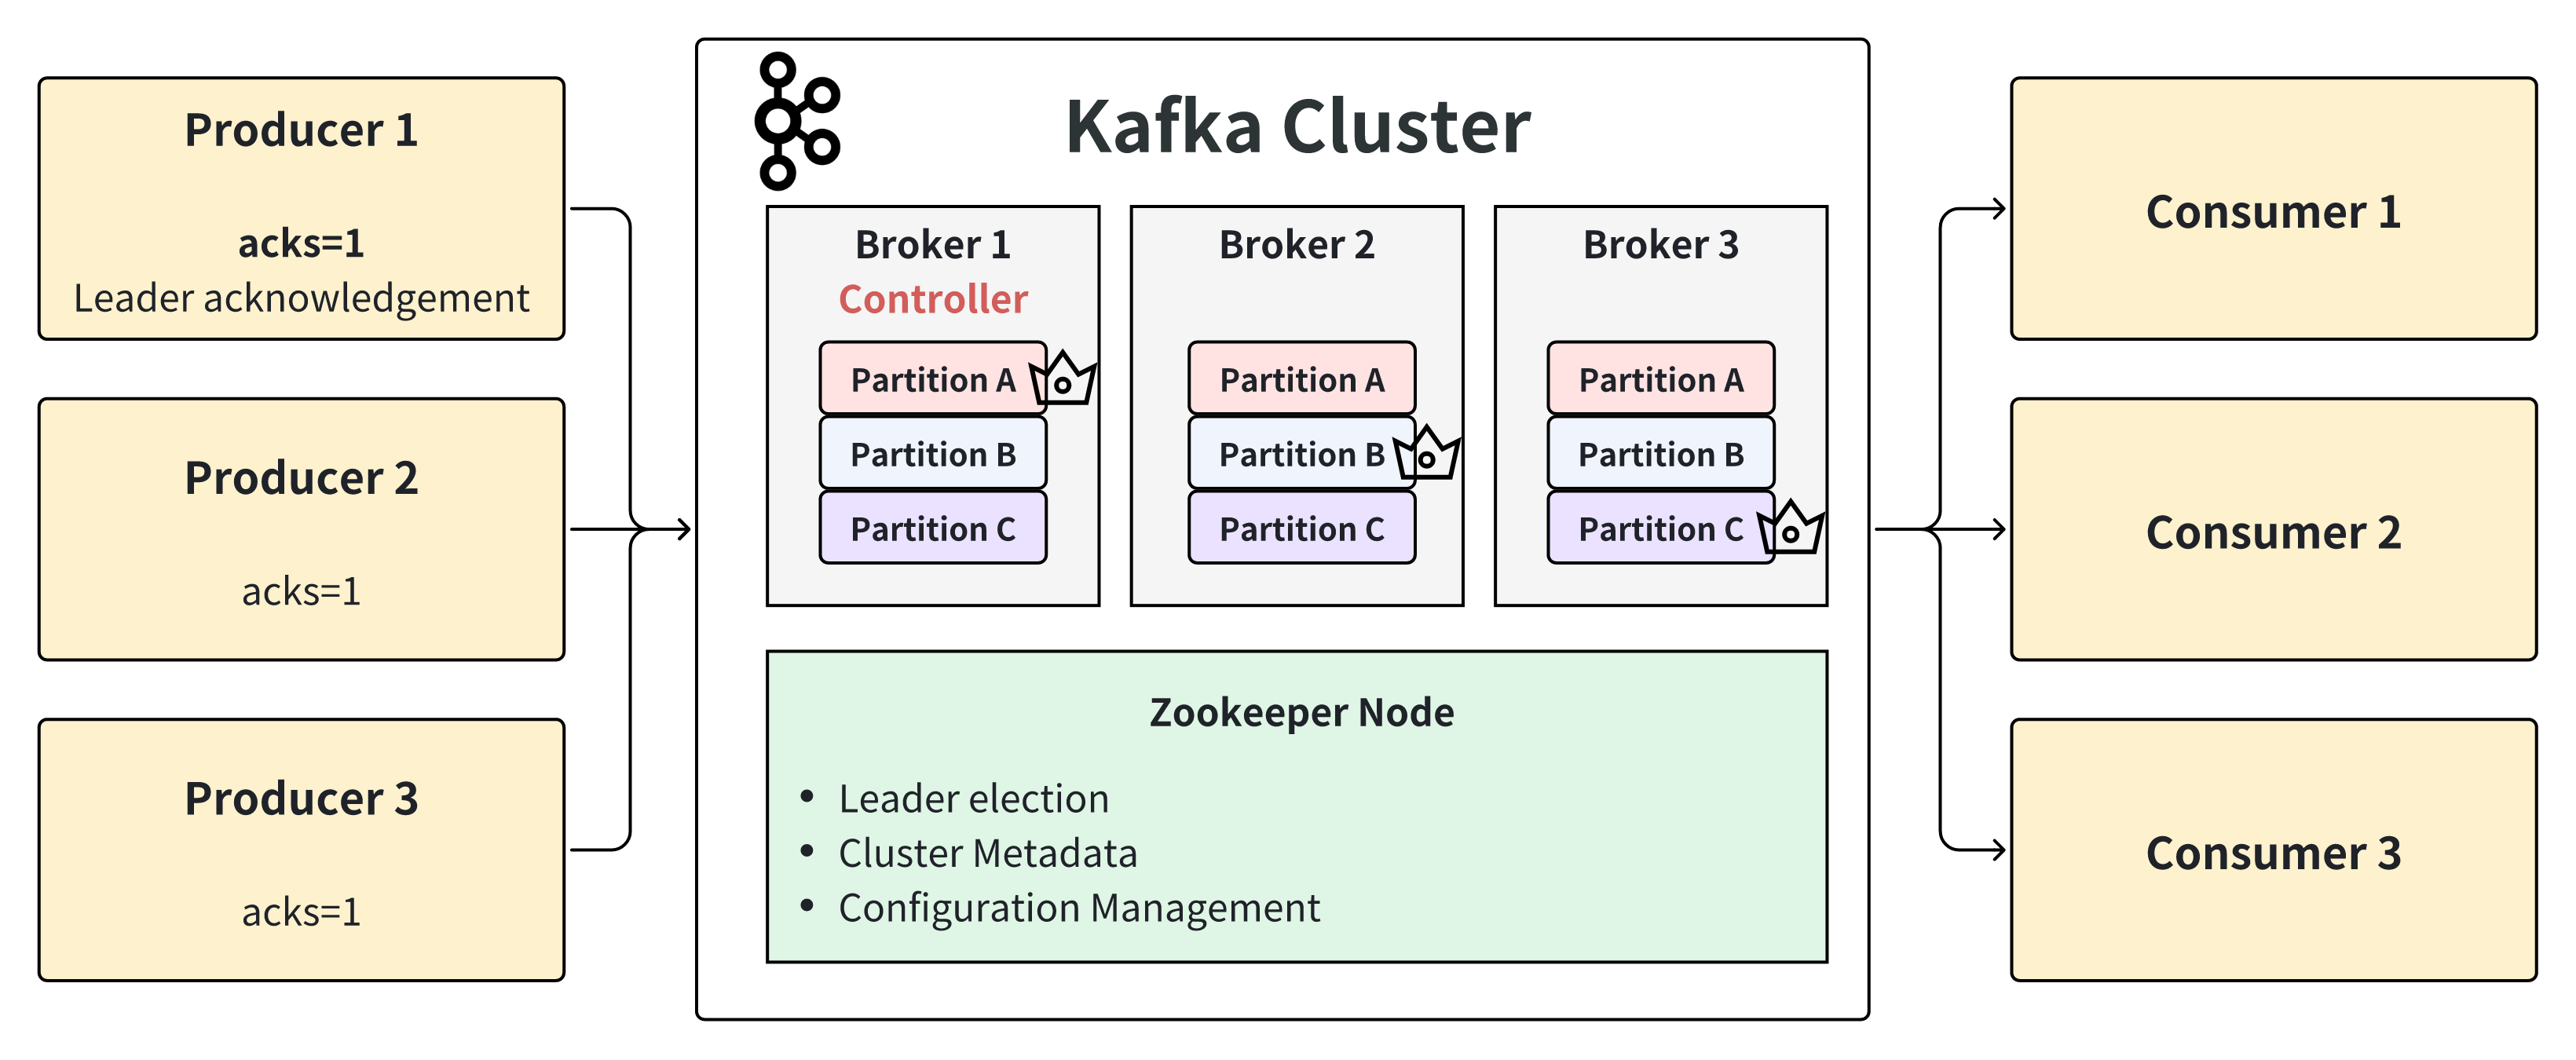 Producer 1
acks=1
Leader acknowledgement
Producer 2
acks=1
Producer 3
acks=1
Kafka Cluster
Broker 1
Controller
Partition A
Partition B
Partition C
Broker 2
Partition A
Partition B
Partition C
Broker 3
Partition A
Partition B
Partition C
Zookeeper Node
• Leader election
• Cluster Metadata
• Configuration Management
Consumer 1
Consumer 2
Consumer 3